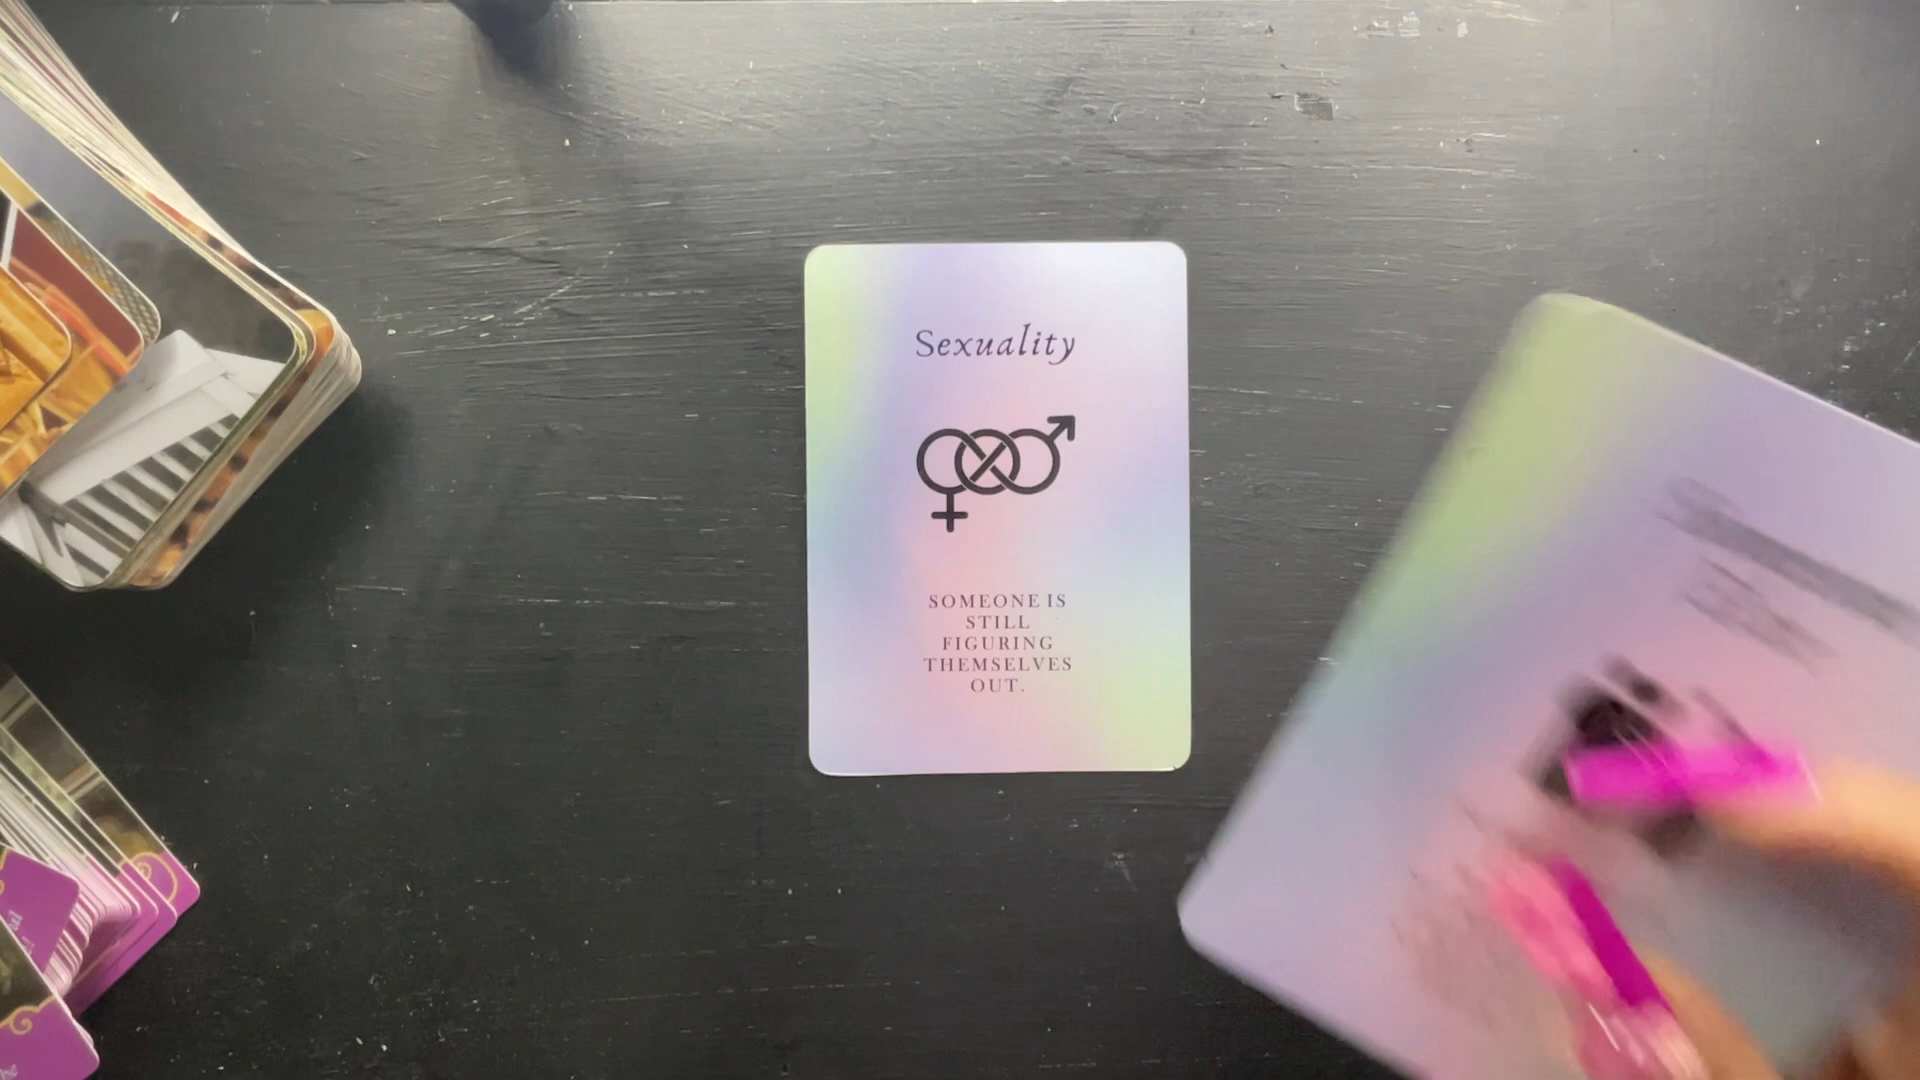 Sexuality
SOMEONE IS
STILL
FIGURING
THEMSELVES
OUT.